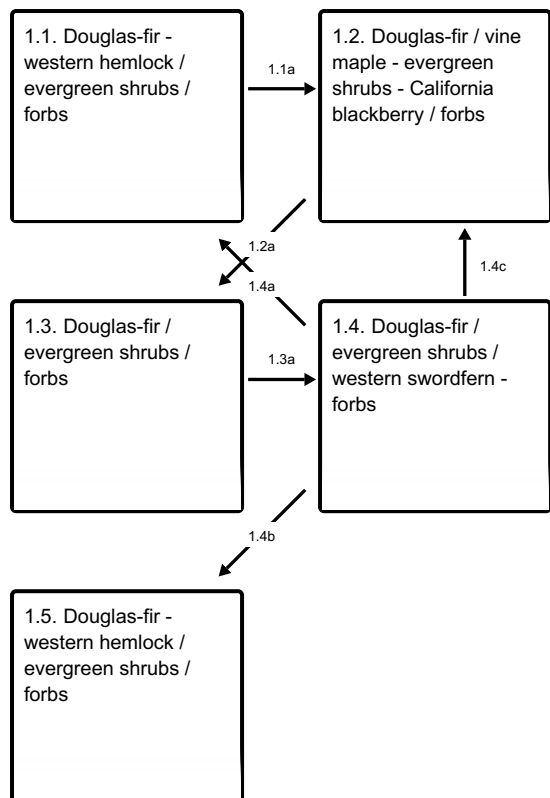 1.1. Douglas-fir -
western hemlock /
evergreen shrubs /
forbs
1.1a
1.2. Douglas-fir / vine
maple - evergreen
shrubs - California
blackberry / forbs
1.2a
1.4a
1.4c
1.3. Douglas-fir /
evergreen shrubs /
forbs
1.3a
1.4. Douglas-fir /
evergreen shrubs /
western swordfern -
forbs
1.4b
1.5. Douglas-fir -
western hemlock /
evergreen shrubs /
forbs